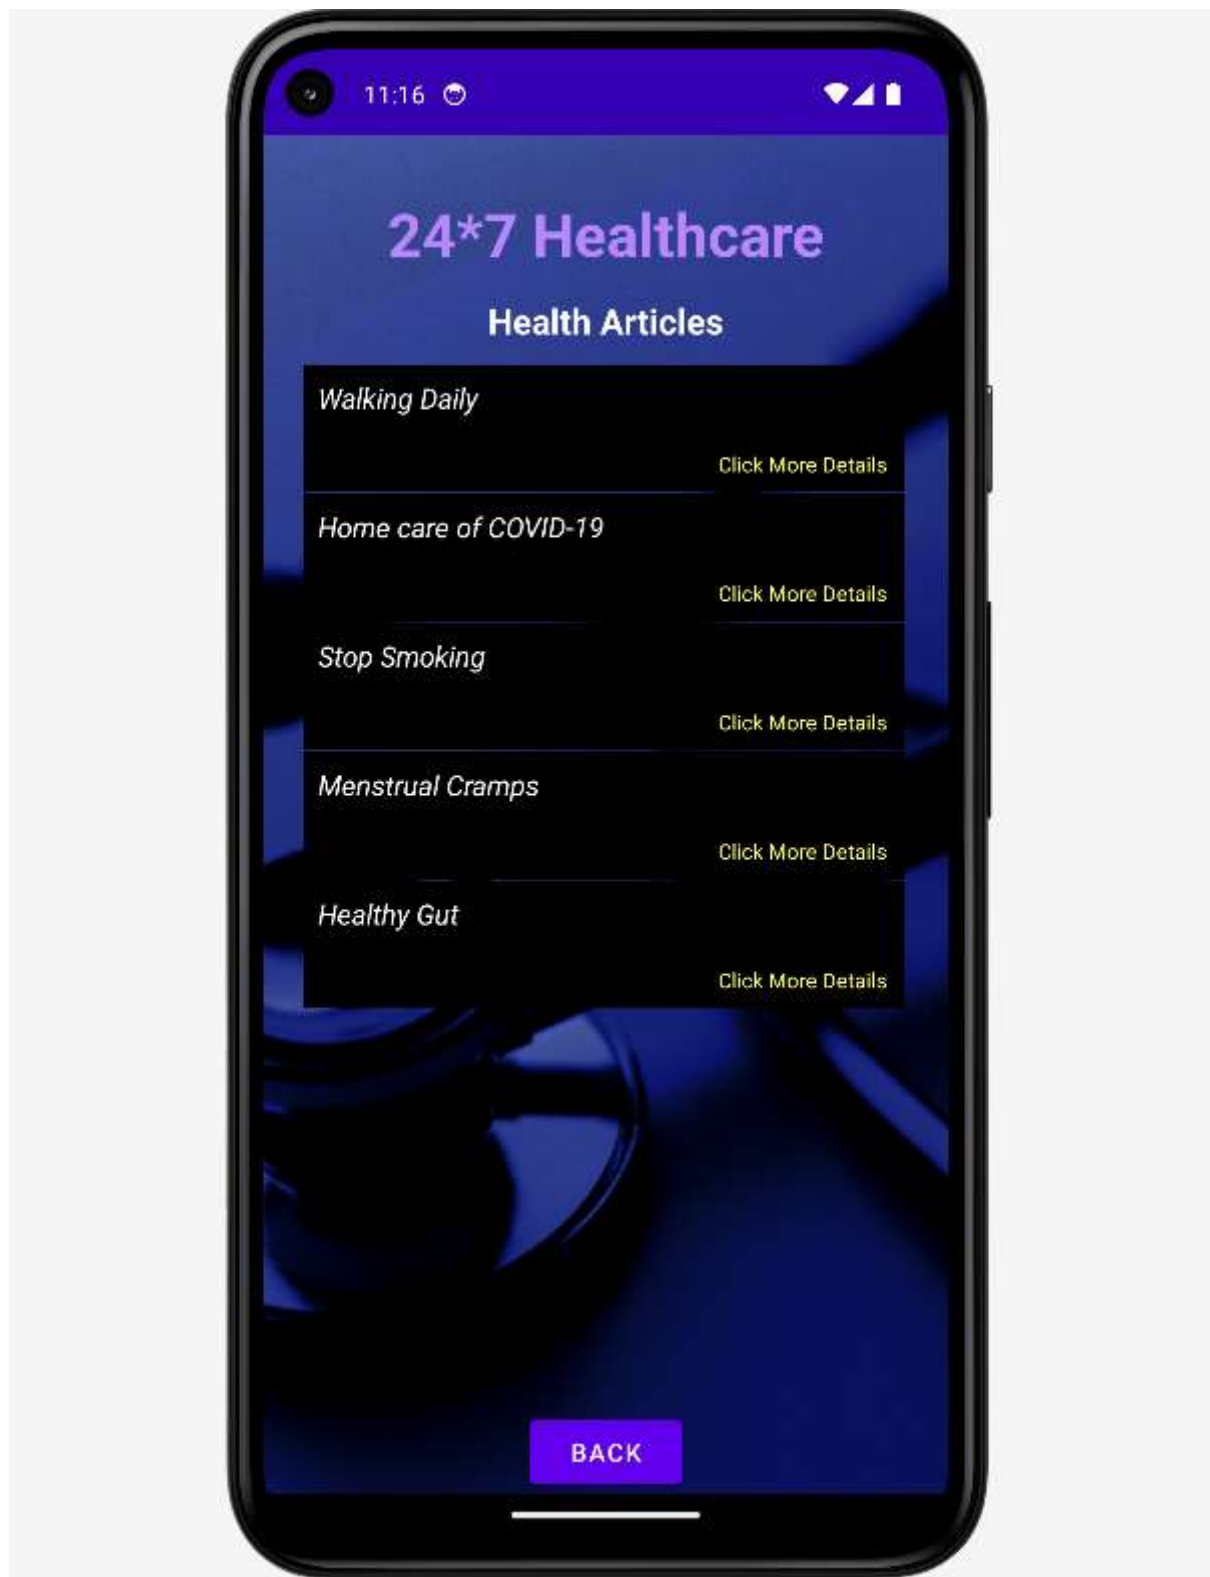 11:16
24*7 Healthcare
Health Articles
Walking Daily
Click More Details
Home care of COVID-19
Click More Details
Stop Smoking
Click More Details
Menstrual Cramps
Click More Details
Healthy Gut
Click More Details
BACK